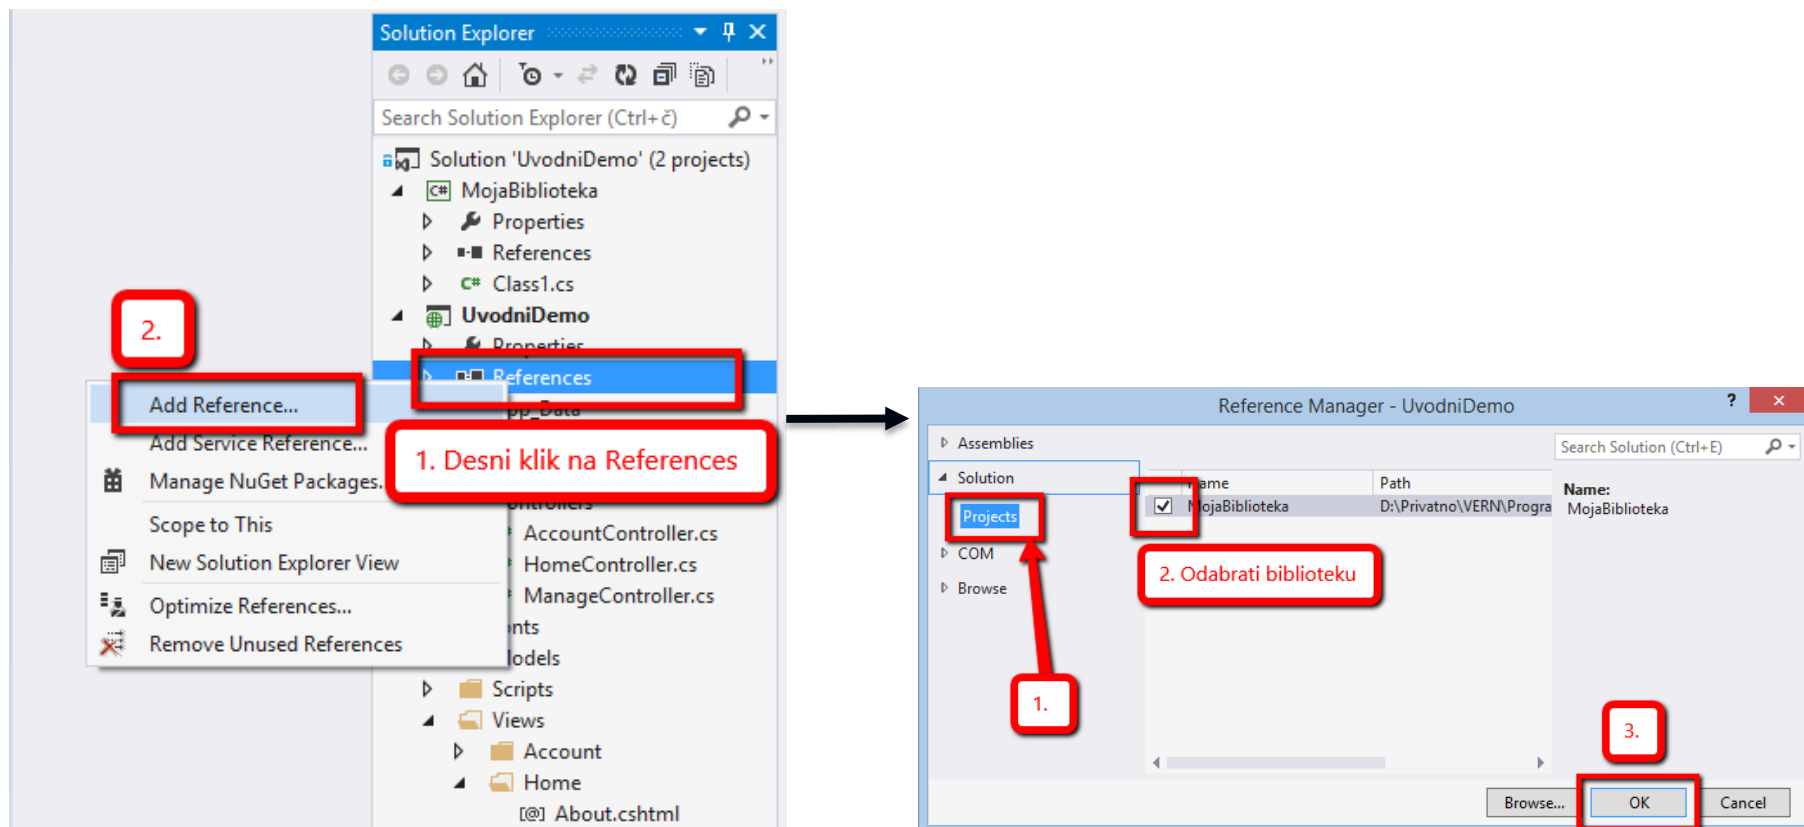 Solution Explorer
Search Solution Explorer (Ctrl+č)
Solution 'UvodniDemo' (2 projects)
C# MojaBiblioteka
Properties
References
C# Class1.cs
UvodniDemo
Properties
References
App_Data
2.
Add Reference...
Add Service Reference...
Manage NuGet Packages...
Scope to This
New Solution Explorer View
Optimize References...
Remove Unused References
1. Desni klik na References
AccountController.cs
HomeController.cs
ManageController.cs
Scripts
Views
Account
Home
[@] About.cshtml
Reference Manager - UvodniDemo
? ×
Assemblies
Solution
Projects
COM
Browse
Name Path
MojaBiblioteka D:\Privatno\VERN\Progra
Search Solution (Ctrl+E)
Name:
MojaBiblioteka
2. Odabrati biblioteku
1.
3.
Browse... OK Cancel